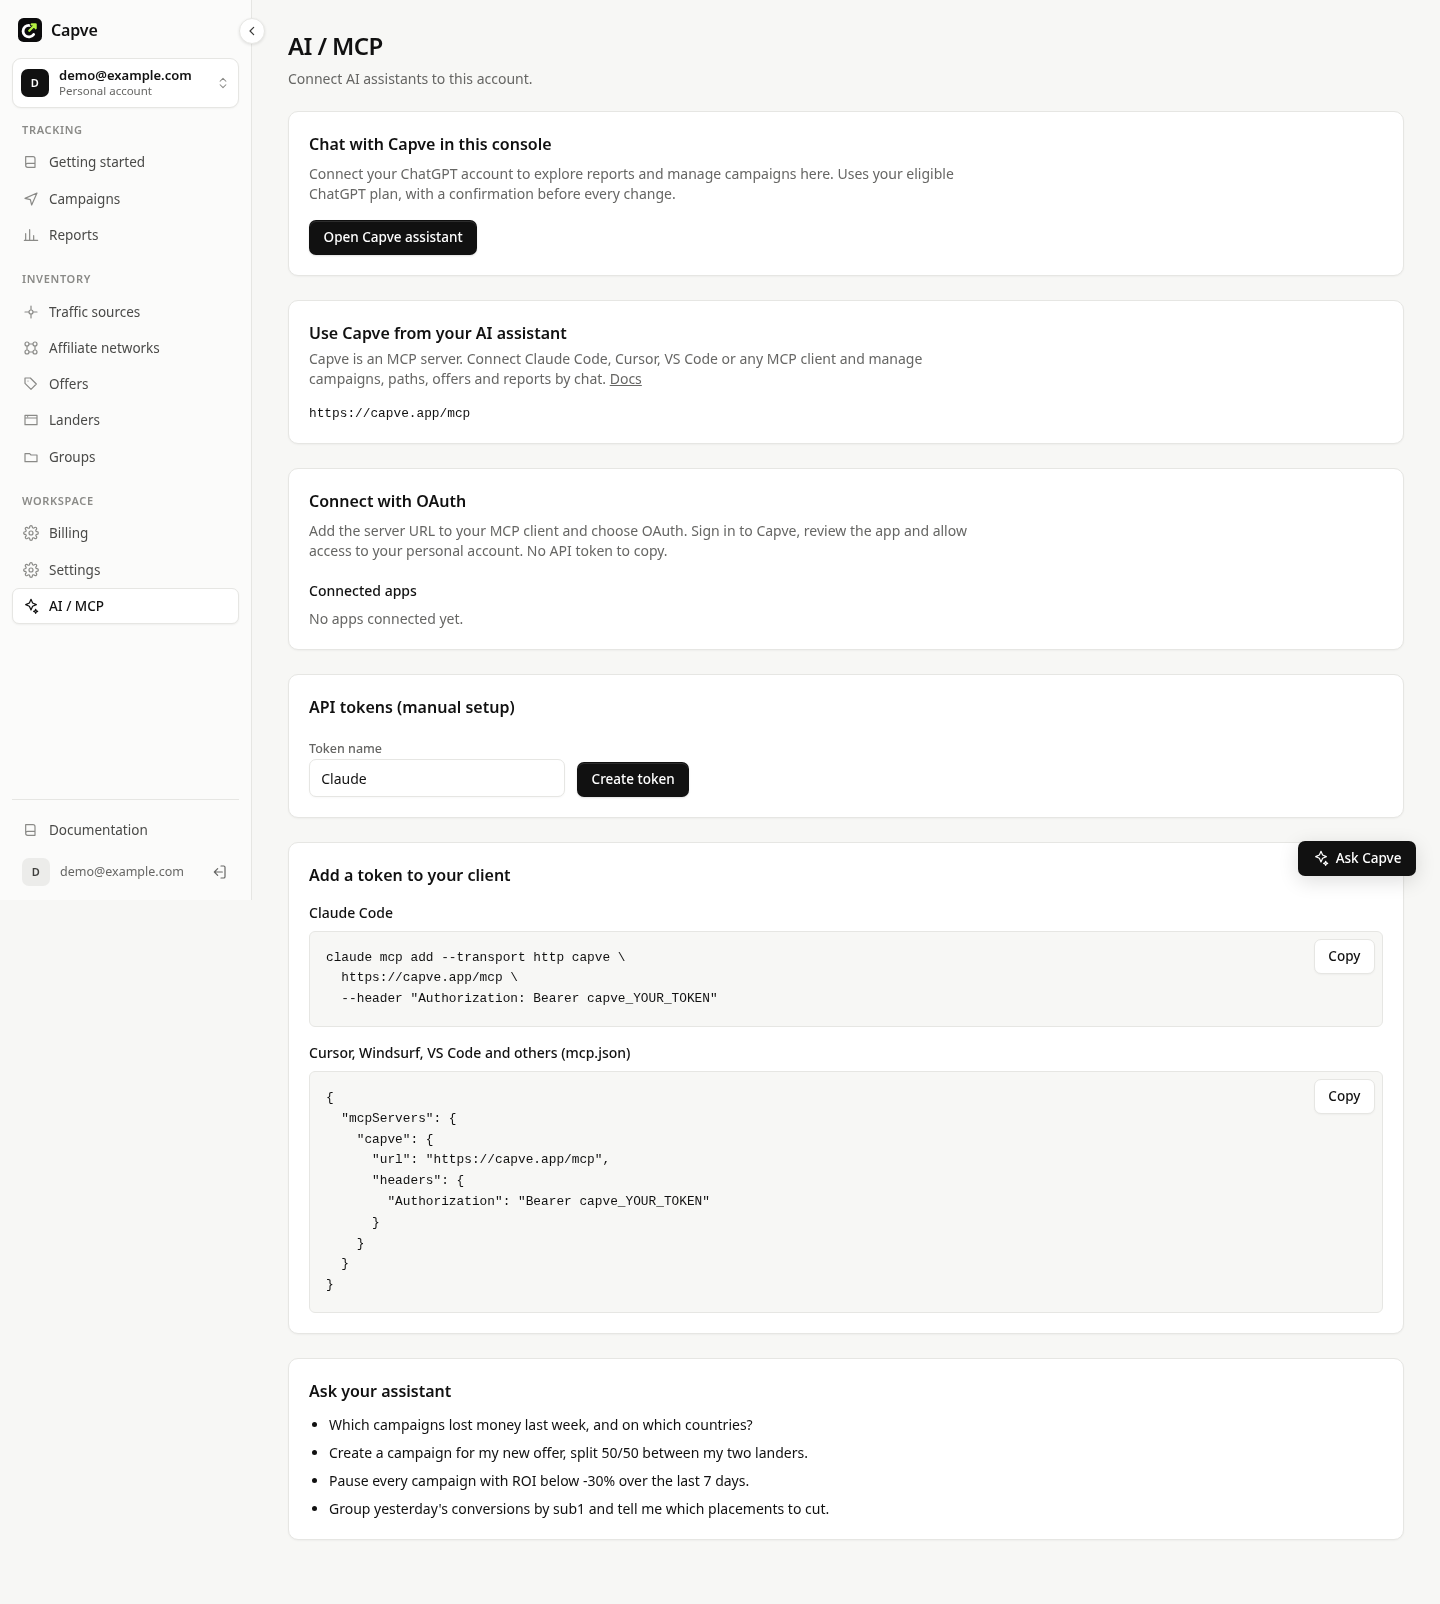 Capve
D
demo@example.com
Personal account
TRACKING
Getting started
Campaigns
Reports
INVENTORY
Traffic sources
Affiliate networks
Offers
Landers
Groups
WORKSPACE
Billing
Settings
AI / MCP
Documentation
D
demo@example.com
AI / MCP
Connect AI assistants to this account.
Chat with Capve in this console
Connect your ChatGPT account to explore reports and manage campaigns here. Uses your eligible
ChatGPT plan, with a confirmation before every change.
Open Capve assistant
Use Capve from your AI assistant
Capve is an MCP server. Connect Claude Code, Cursor, VS Code or any MCP client and manage
campaigns, paths, offers and reports by chat. Docs
https://capve.app/mcp
Connect with OAuth
Add the server URL to your MCP client and choose OAuth. Sign in to Capve, review the app and allow
access to your personal account. No API token to copy.
Connected apps
No apps connected yet.
API tokens (manual setup)
Token name
Claude
Create token
Ask Capve
Add a token to your client
Claude Code
Copy
claude mcp add --transport http capve \
  https://capve.app/mcp \
  --header "Authorization: Bearer capve_YOUR_TOKEN"
Cursor, Windsurf, VS Code and others (mcp.json)
Copy
{
  "mcpServers": {
    "capve": {
      "url": "https://capve.app/mcp",
      "headers": {
        "Authorization": "Bearer capve_YOUR_TOKEN"
      }
    }
  }
}
Ask your assistant
• Which campaigns lost money last week, and on which countries?
• Create a campaign for my new offer, split 50/50 between my two landers.
• Pause every campaign with ROI below -30% over the last 7 days.
• Group yesterday's conversions by sub1 and tell me which placements to cut.